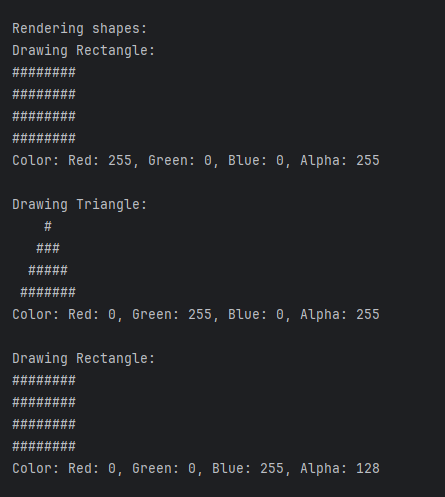 Rendering shapes:
Drawing Rectangle:
########
########
########
########
Color: Red: 255, Green: 0, Blue: 0, Alpha: 255

Drawing Triangle:
    #
   ###
  #####
 #######
Color: Red: 0, Green: 255, Blue: 0, Alpha: 255

Drawing Rectangle:
########
########
########
########
Color: Red: 0, Green: 0, Blue: 255, Alpha: 128